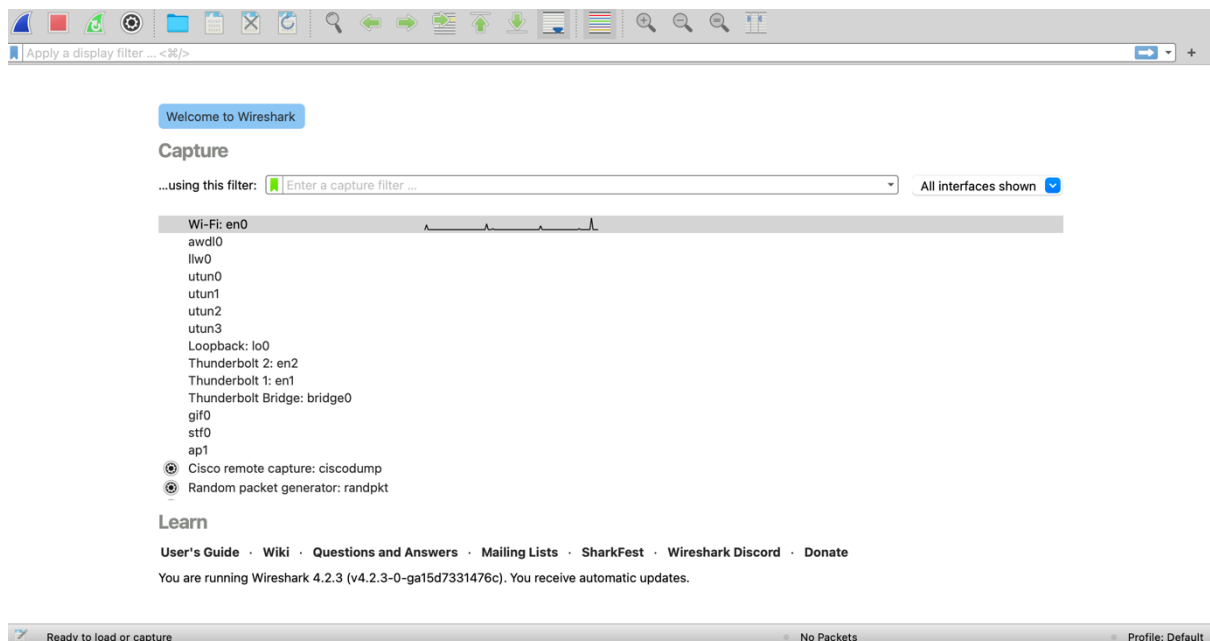 Apply a display filter ... <⌘/>
+
Welcome to Wireshark
Capture
...using this filter: Enter a capture filter ... All interfaces shown
Wi-Fi: en0
awdl0
llw0
utun0
utun1
utun2
utun3
Loopback: lo0
Thunderbolt 2: en2
Thunderbolt 1: en1
Thunderbolt Bridge: bridge0
gif0
stf0
ap1
Cisco remote capture: ciscodump
Random packet generator: randpkt
Learn
User's Guide · Wiki · Questions and Answers · Mailing Lists · SharkFest · Wireshark Discord · Donate
You are running Wireshark 4.2.3 (v4.2.3-0-ga15d7331476c). You receive automatic updates.
Ready to load or capture No Packets Profile: Default